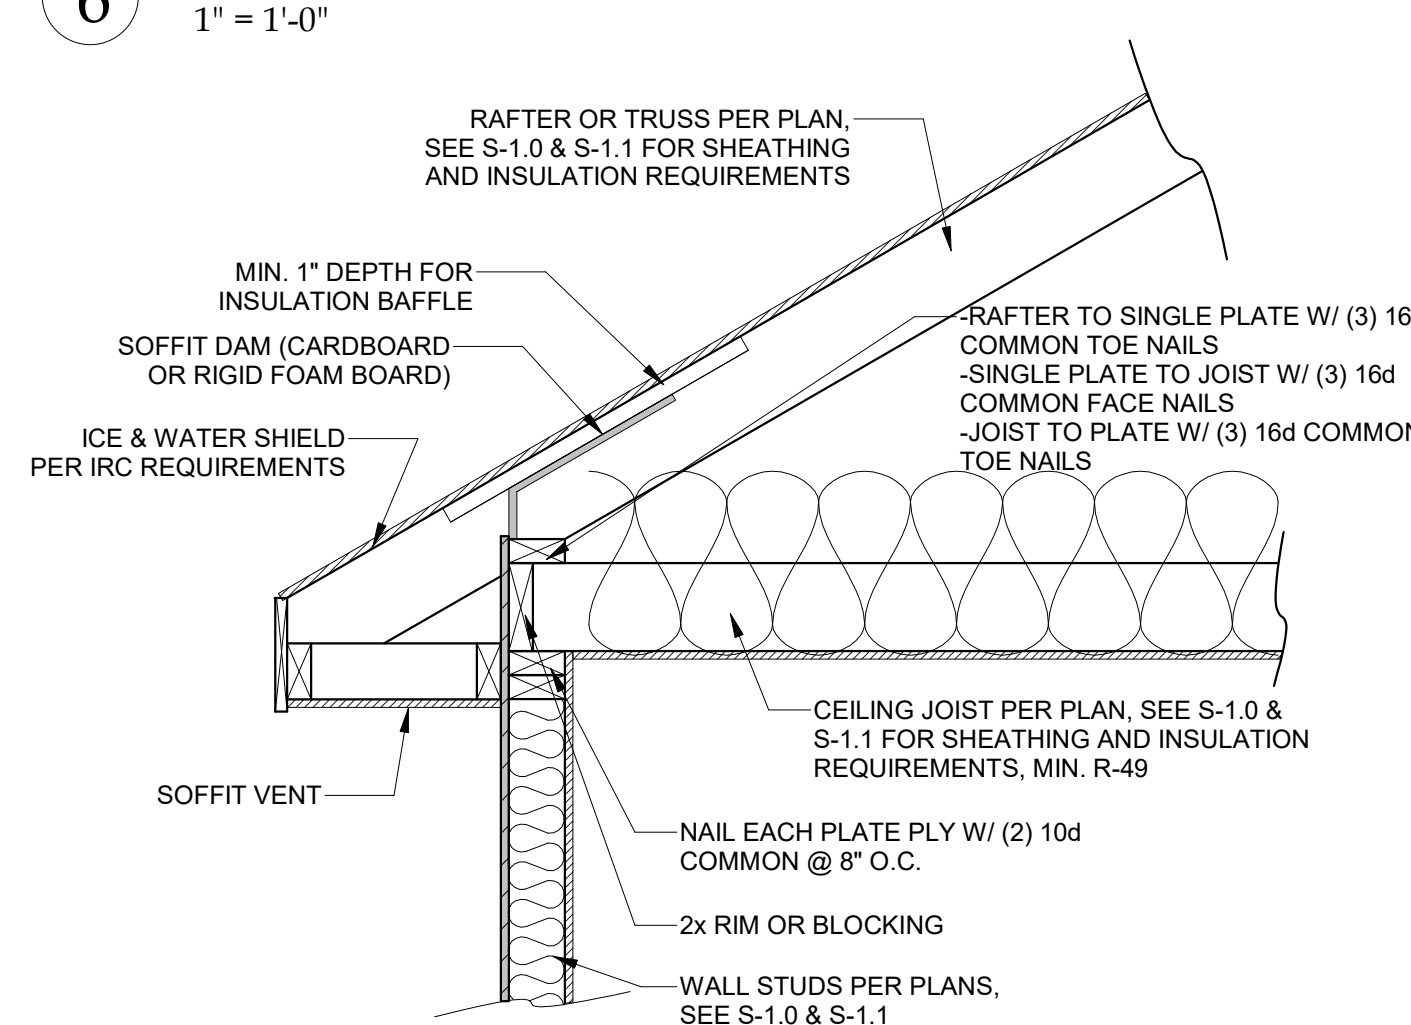 6
1" = 1'-0"
RAFTER OR TRUSS PER PLAN,
SEE S-1.0 & S-1.1 FOR SHEATHING
AND INSULATION REQUIREMENTS
MIN. 1" DEPTH FOR
INSULATION BAFFLE
SOFFIT DAM (CARDBOARD
OR RIGID FOAM BOARD)
ICE & WATER SHIELD
PER IRC REQUIREMENTS
-RAFTER TO SINGLE PLATE W/ (3) 16
COMMON TOE NAILS
-SINGLE PLATE TO JOIST W/ (3) 16d
COMMON FACE NAILS
-JOIST TO PLATE W/ (3) 16d COMMON
TOE NAILS
CEILING JOIST PER PLAN, SEE S-1.0 &
S-1.1 FOR SHEATHING AND INSULATION
REQUIREMENTS, MIN. R-49
SOFFIT VENT
NAIL EACH PLATE PLY W/ (2) 10d
COMMON @ 8" O.C.
2x RIM OR BLOCKING
WALL STUDS PER PLANS,
SEE S-1.0 & S-1.1